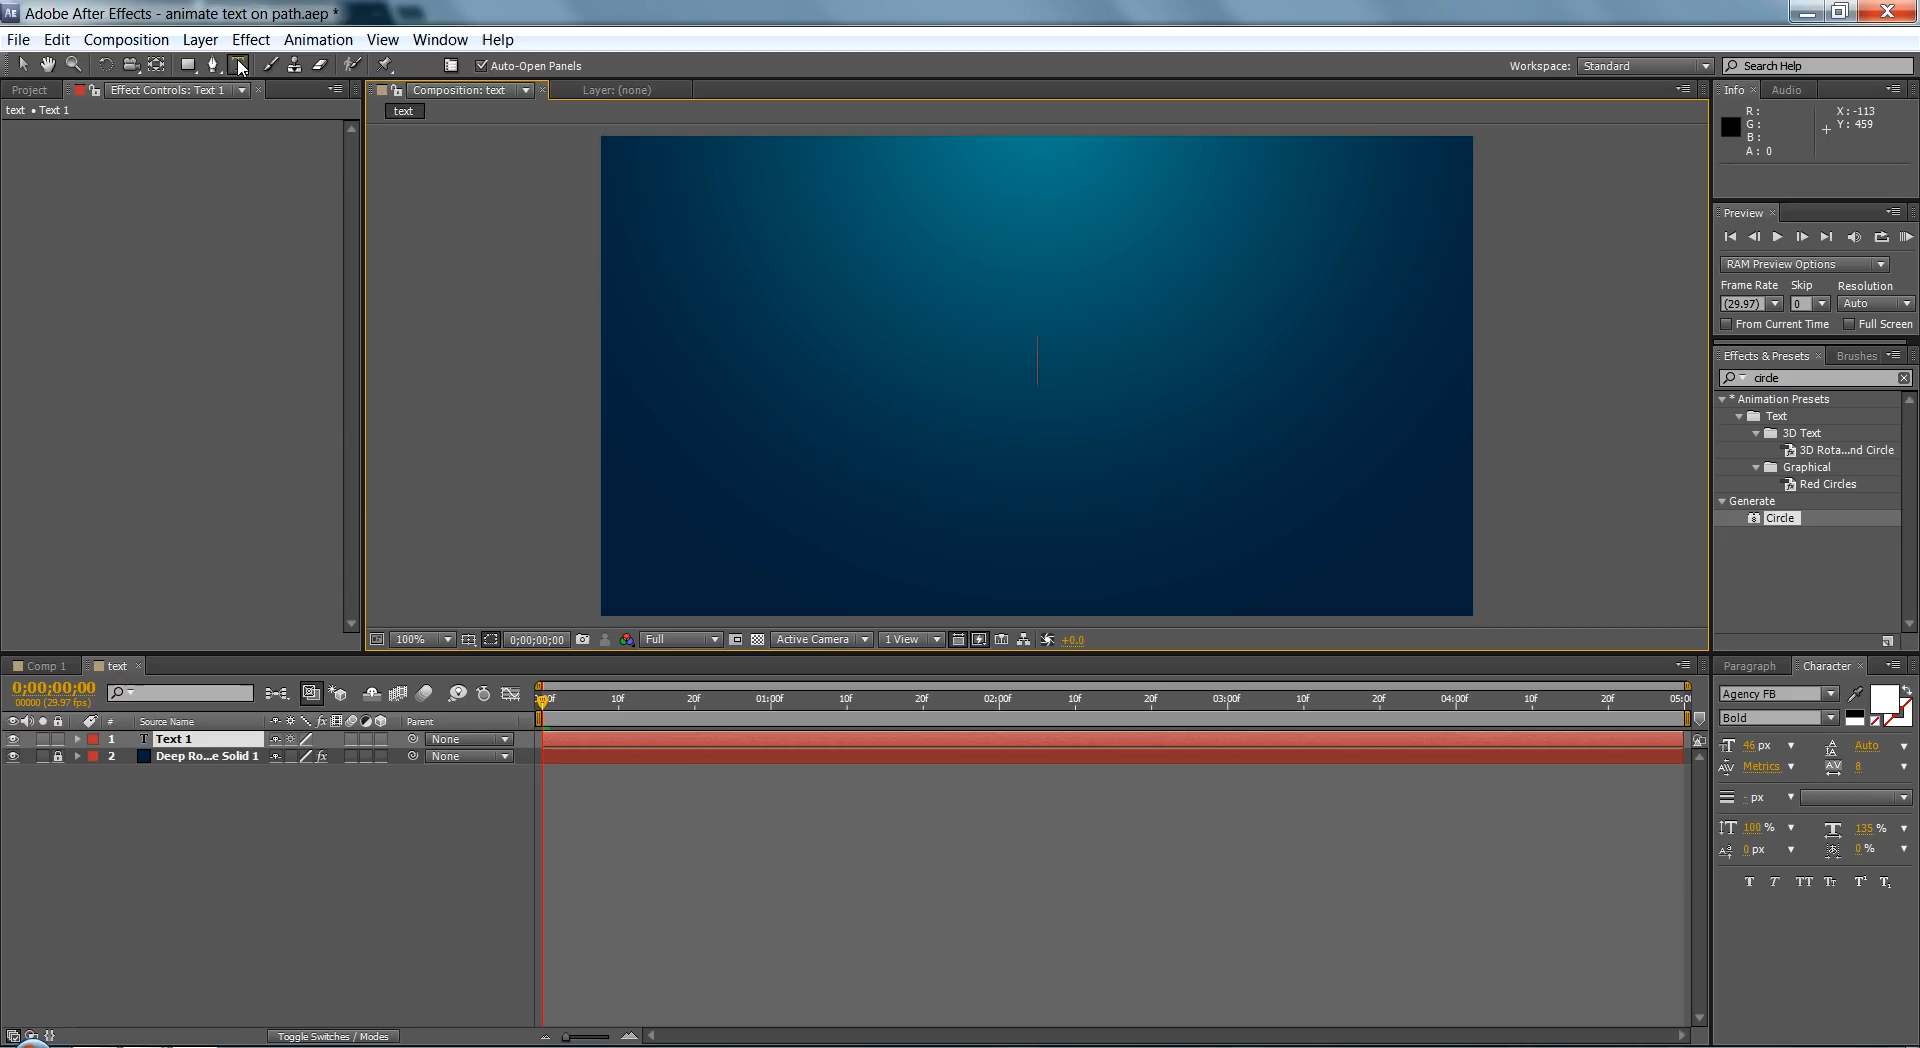 Adobe After Effects - animate text on path.aep *
File Edit Composition Layer Effect Animation View Window Help
Auto-Open Panels
Workspace: Standard
Search Help
Project
Effect Controls: Text 1
Composition: text
Layer: (none)
Info
Audio
text • Text 1
text
R :
G :
B :
A : 0
X : -113
Y : 459
Preview
RAM Preview Options
Frame Rate Skip Resolution
(29.97) 0 Auto
From Current Time Full Screen
Effects & Presets
Brushes
circle
* Animation Presets
Text
3D Text
3D Rota...nd Circle
Graphical
Red Circles
Generate
Circle
100% 0;00;00;00 Full Active Camera 1 View +0.0
Comp 1
text
Paragraph
Character
0;00;00;00
00000 (29.97 fps)
10f 20f 01:00f 10f 20f 02:00f 10f 20f 03:00f 10f 20f 04:00f 10f 20f
# Source Name fx Parent
1 T Text 1 None
2 Deep Ro...e Solid 1 fx None
Agency FB
Bold
46 px Auto
Metrics 8
- px
100 % 135 %
0 px 0 %
T T TT Tt T¹ T₁
Toggle Switches / Modes